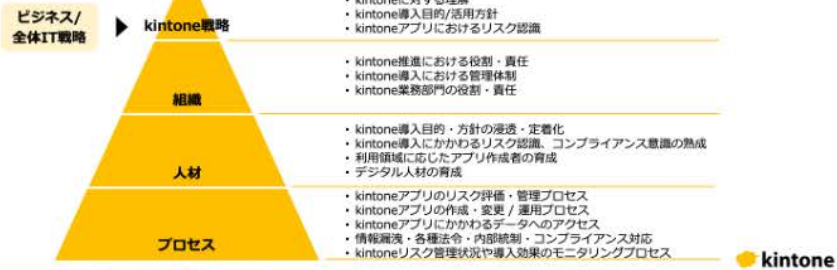 ・kintoneに対する理解
ビジネス/
全体IT戦略
kintone戦略
・kintone導入目的/活用方針
・kintoneアプリにおけるリスク認識
組織
・kintone推進における役割・責任
・kintone導入における管理体制
・kintone業務部門の役割・責任
人材
・kintone導入目的・方針の浸透・定着化
・kintone導入にかかわるリスク認識、コンプライアンス意識の熟成
・利用領域に応じたアプリ作成者の育成
・デジタル人材の育成
プロセス
・kintoneアプリのリスク評価・管理プロセス
・kintoneアプリの作成・変更 / 運用プロセス
・kintoneアプリにかかわるデータへのアクセス
・情報漏洩・各種法令・内部統制・コンプライアンス対応
・kintoneリスク管理状況や導入効果のモニタリングプロセス
kintone